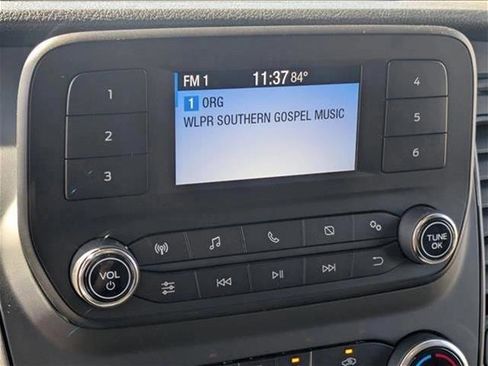 FM 1 11:37 84°
1 ORG
WLPR SOUTHERN GOSPEL MUSIC
1
2
3
4
5
6
VOL
TUNE
OK